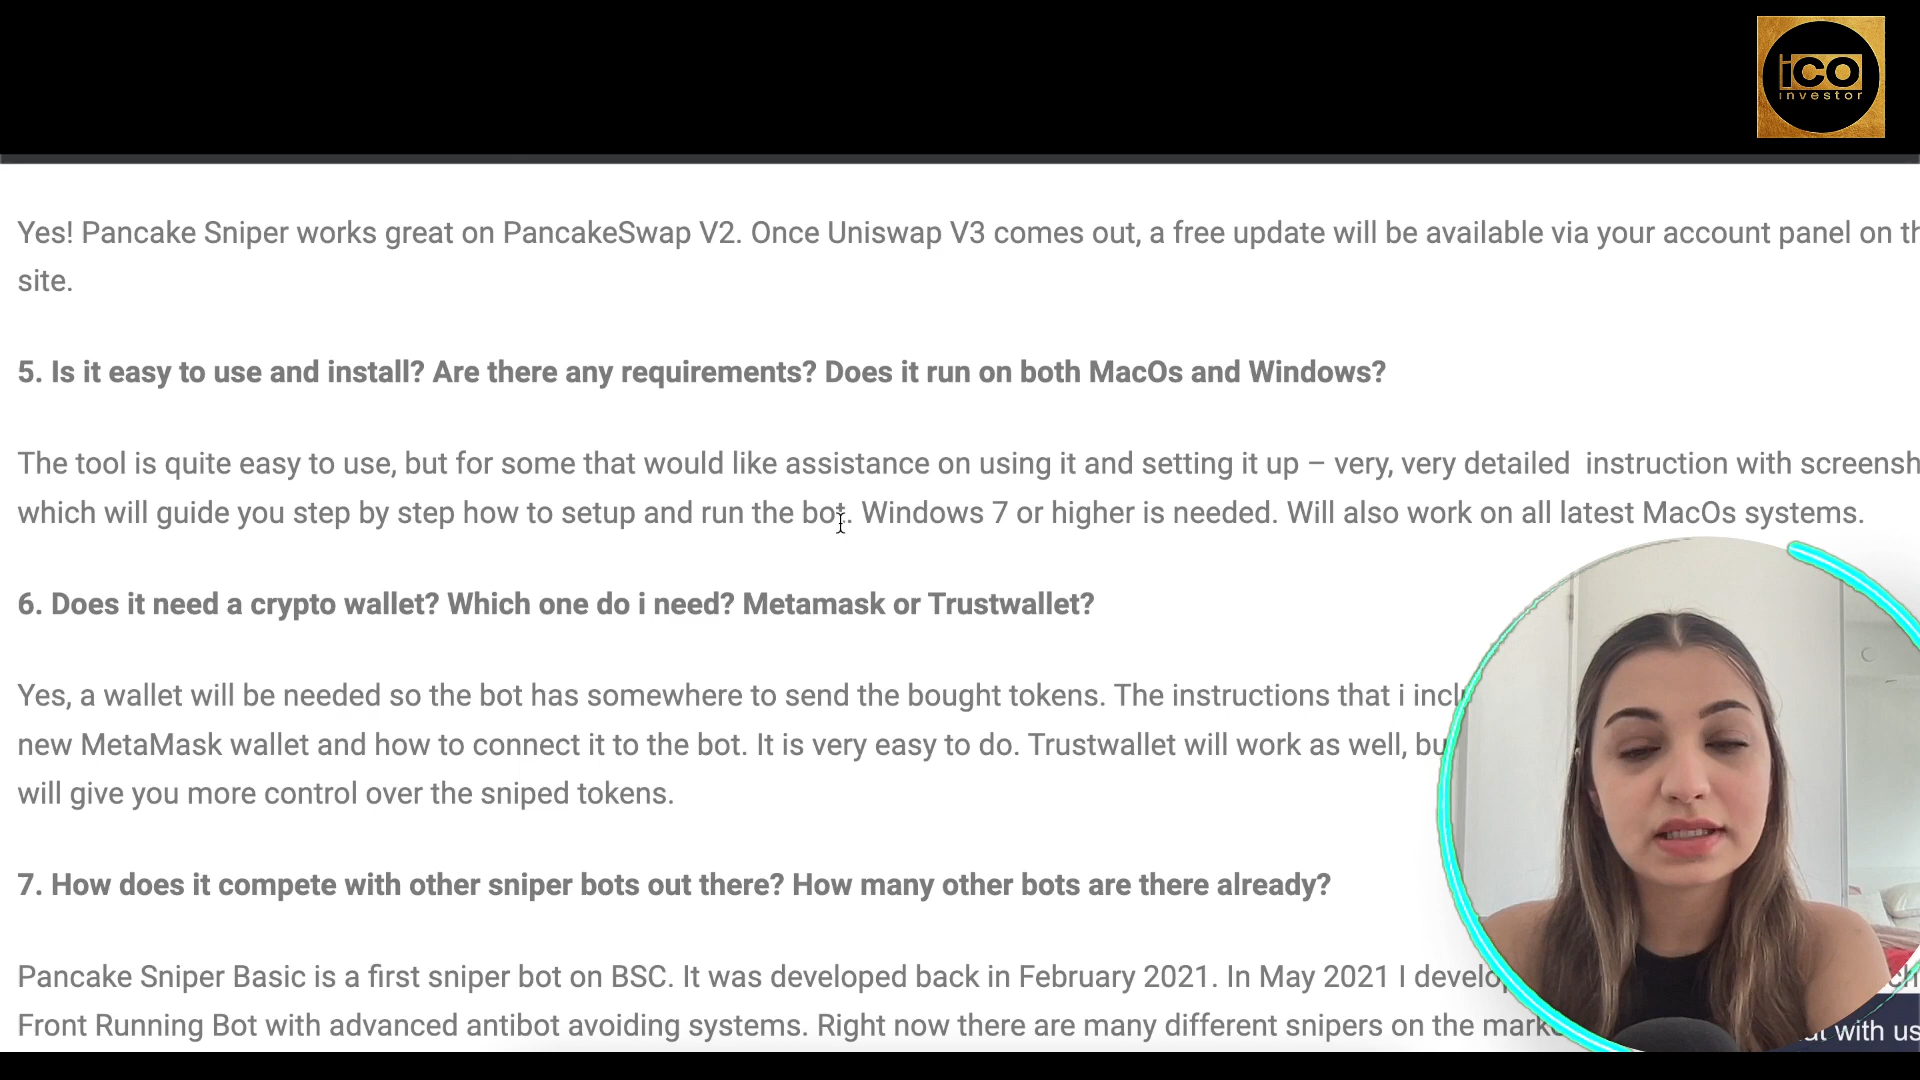 iCO
investor
Yes! Pancake Sniper works great on PancakeSwap V2. Once Uniswap V3 comes out, a free update will be available via your account panel on
site.
5. Is it easy to use and install? Are there any requirements? Does it run on both MacOs and Windows?
The tool is quite easy to use, but for some that would like assistance on using it and setting it up – very, very detailed instruction with
which will guide you step by step how to setup and run the bot. Windows 7 or higher is needed. Will also work on all latest MacOs systems.
6. Does it need a crypto wallet? Which one do i need? Metamask or Trustwallet?
Yes, a wallet will be needed so the bot has somewhere to send the bought tokens. The instructions that i
new MetaMask wallet and how to connect it to the bot. It is very easy to do. Trustwallet will work as well,
will give you more control over the sniped tokens.
7. How does it compete with other sniper bots out there? How many other bots are there already?
Pancake Sniper Basic is a first sniper bot on BSC. It was developed back in February 2021. In May 2021 I
Front Running Bot with advanced antibot avoiding systems. Right now there are many different snipers on the
with us